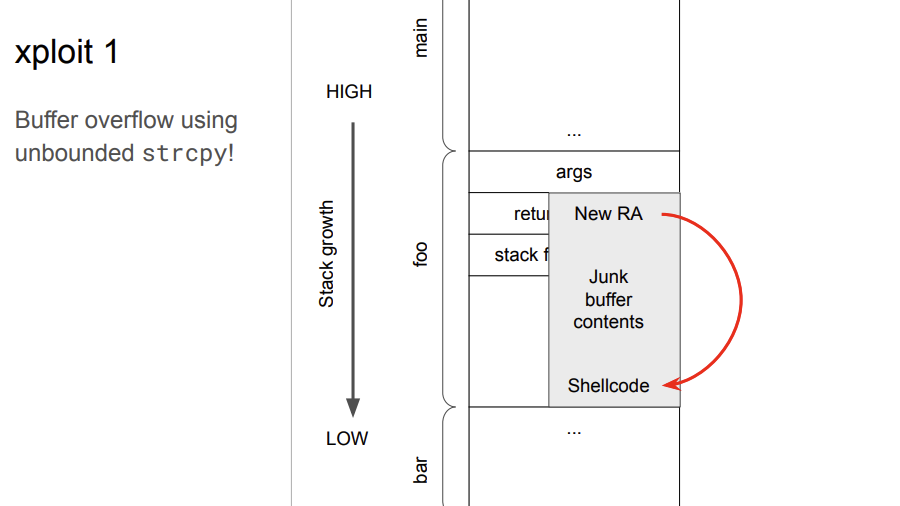 xploit 1
Buffer overflow using
unbounded strcpy!
HIGH
Stack growth
LOW
main
foo
bar
...
args
retu
New RA
stack f
Junk
buffer
contents
Shellcode
...